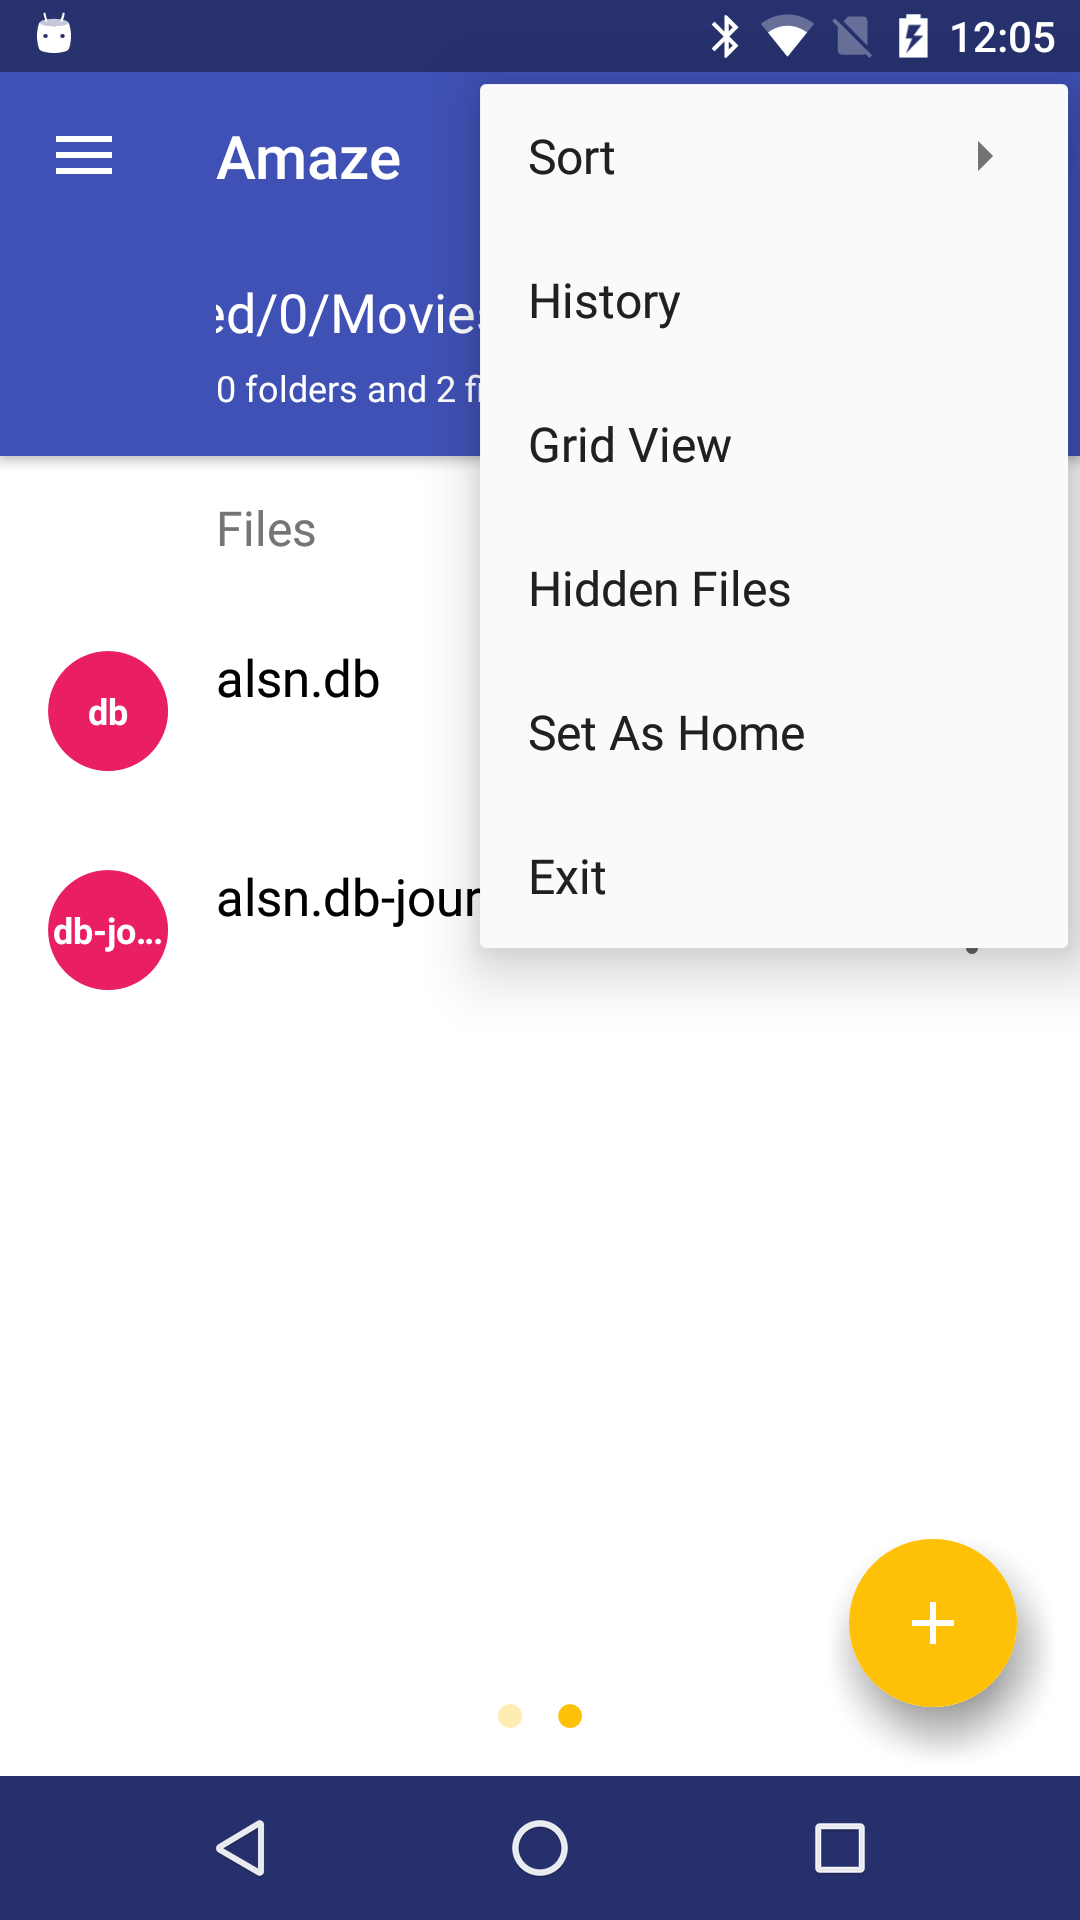 12:05
Amaze
ed/0/Movies
0 folders and 2 fi
Sort
History
Grid View
Hidden Files
Set As Home
Exit
Files
db
alsn.db
db-jo...
alsn.db-jour